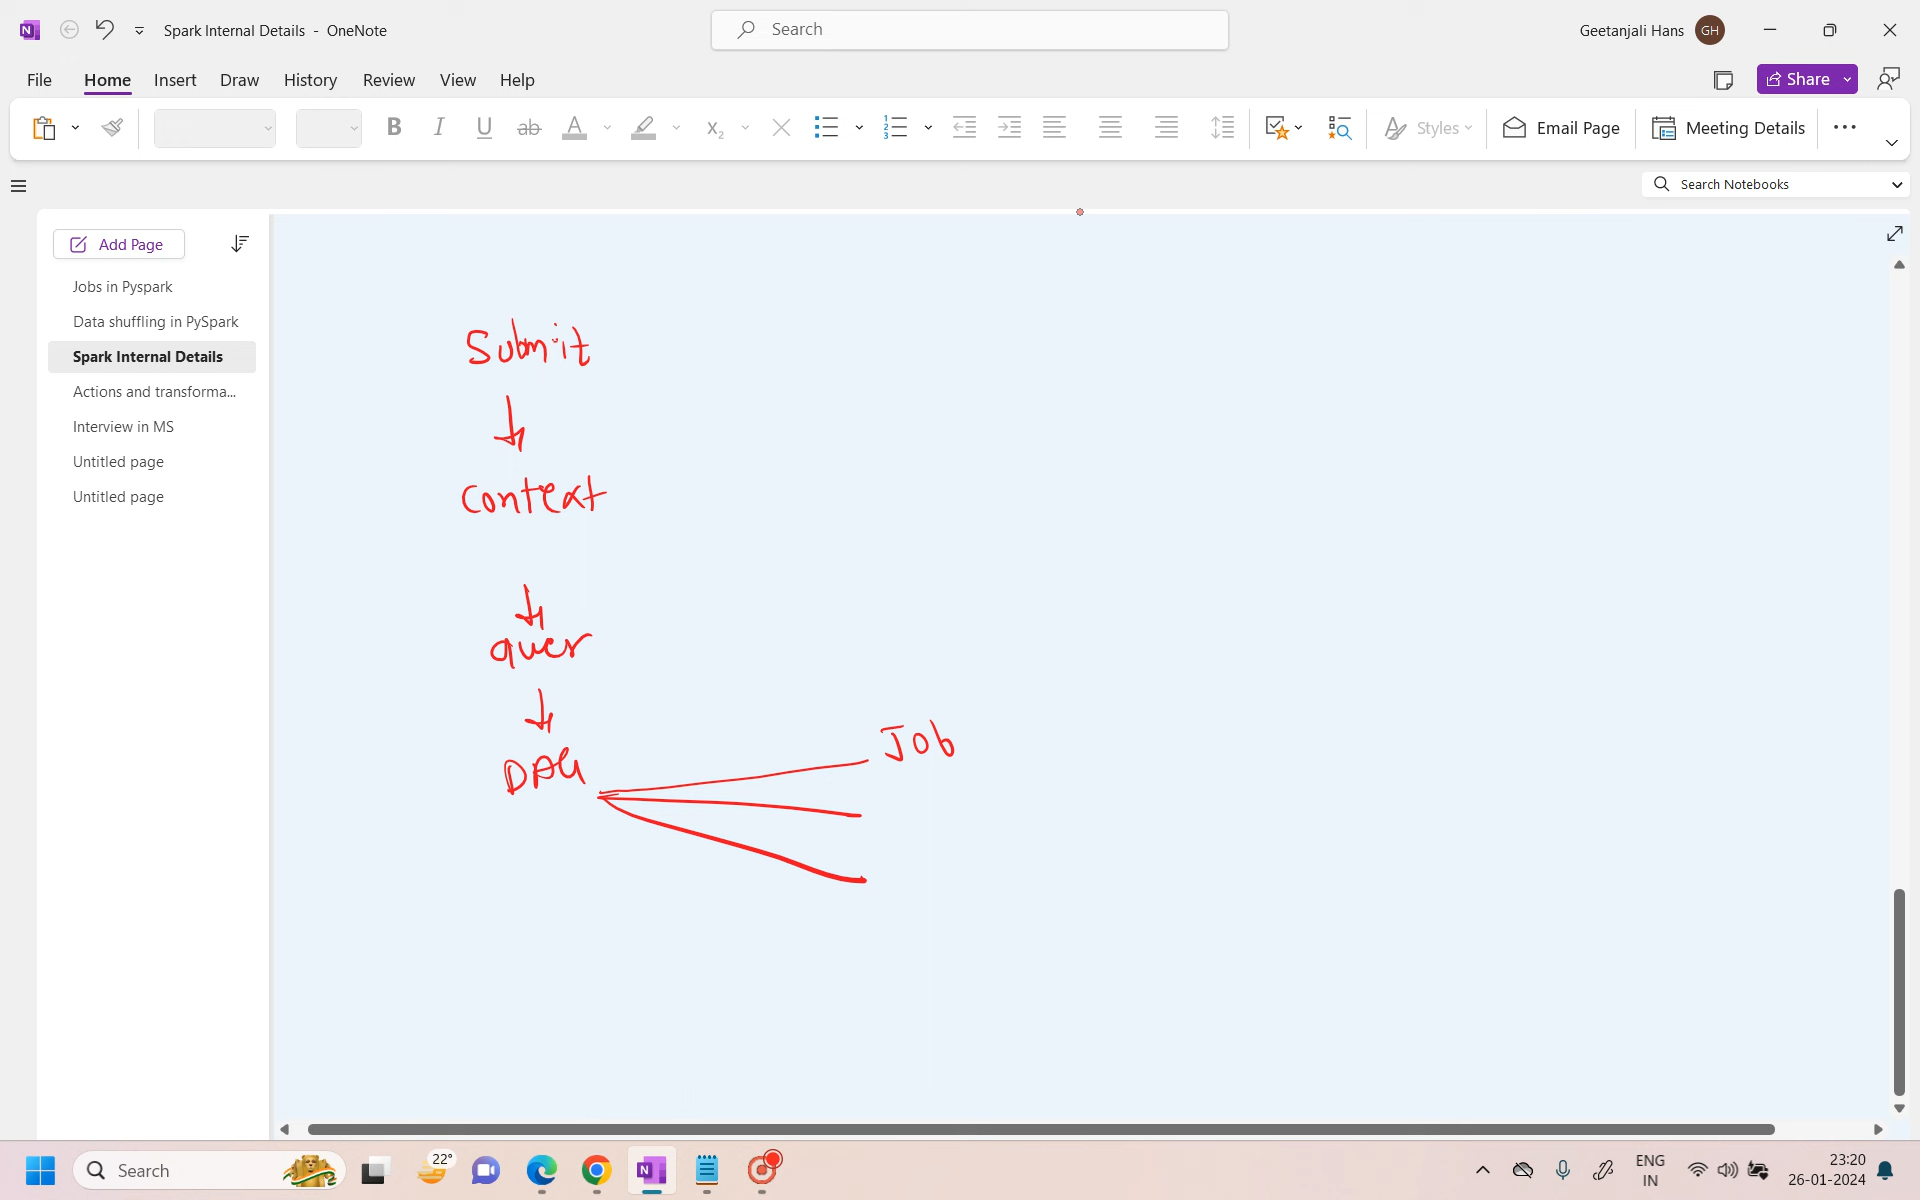 Spark Internal Details - OneNote
Search
Geetanjali Hans
GH
File Home Insert Draw History Review View Help
Share
Styles
Email Page
Meeting Details
Search Notebooks
Add Page
Jobs in Pyspark
Data shuffling in PySpark
Spark Internal Details
Actions and transforma...
Interview in MS
Untitled page
Untitled page
Submit
Context
quer
DAG
Job
Search
22°
ENG
IN
23:20
26-01-2024